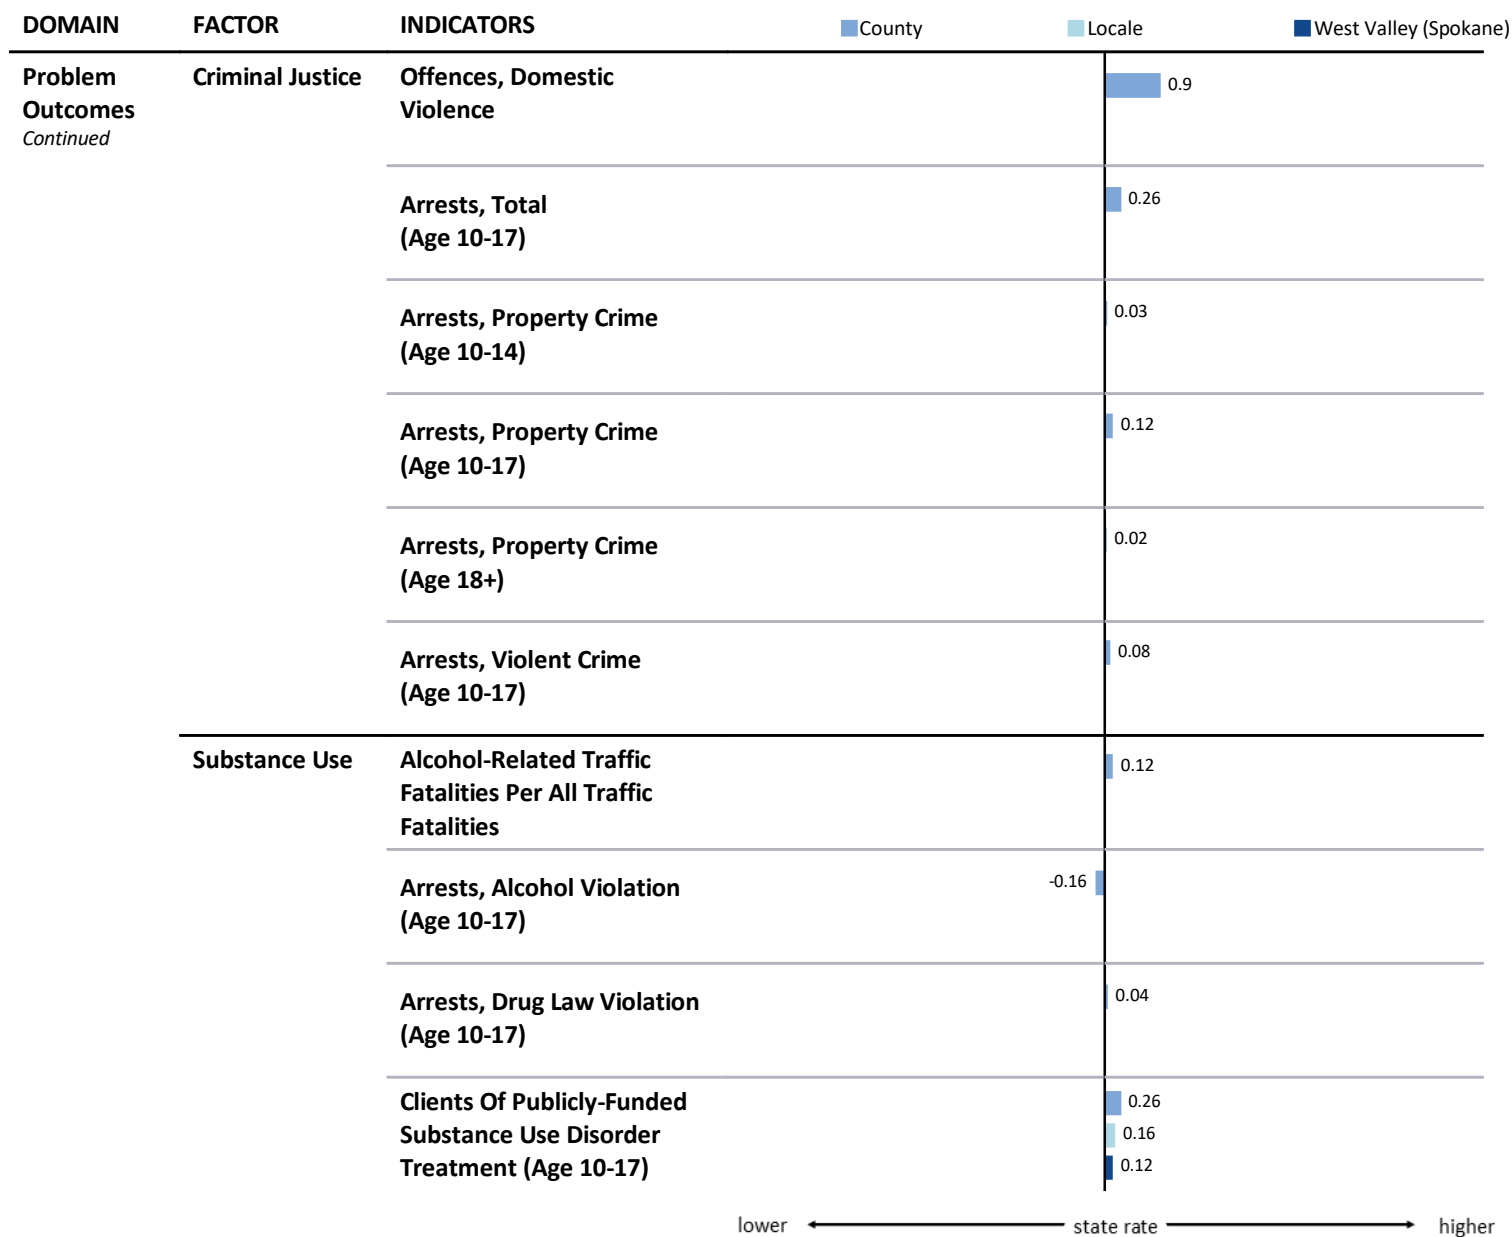 DOMAIN FACTOR INDICATORS County Locale West Valley (Spokane)
Problem Criminal Justice Offences, Domestic 0.9
Outcomes Violence
Continued
Arrests, Total 0.26
(Age 10-17)
Arrests, Property Crime 0.03
(Age 10-14)
Arrests, Property Crime 0.12
(Age 10-17)
Arrests, Property Crime 0.02
(Age 18+)
Arrests, Violent Crime 0.08
(Age 10-17)
Substance Use Alcohol-Related Traffic 0.12
Fatalities Per All Traffic
Fatalities
Arrests, Alcohol Violation -0.16
(Age 10-17)
Arrests, Drug Law Violation 0.04
(Age 10-17)
Clients Of Publicly-Funded 0.26
Substance Use Disorder 0.16
Treatment (Age 10-17) 0.12
lower state rate higher